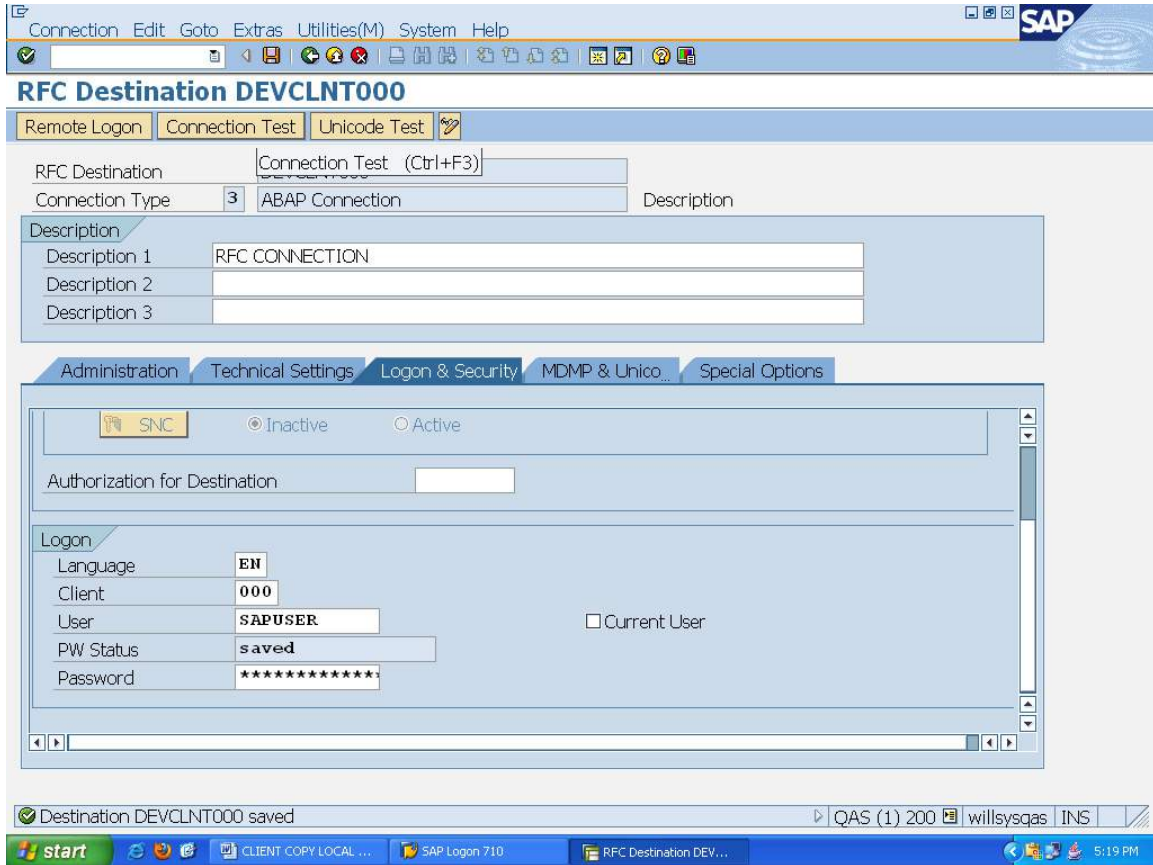 Connection Edit Goto Extras Utilities(M) System Help
SAP
RFC Destination DEVCLNT000
Remote Logon Connection Test Unicode Test
Connection Test (Ctrl+F3)
RFC Destination
Connection Type 3 ABAP Connection Description
Description
Description 1 RFC CONNECTION
Description 2
Description 3
Administration Technical Settings Logon & Security MDMP & Unico... Special Options
SNC Inactive Active
Authorization for Destination
Logon
Language EN
Client 000
User SAPUSER Current User
PW Status saved
Password ************
Destination DEVCLNT000 saved QAS (1) 200 willsysqas INS
start CLIENT COPY LOCAL ... SAP Logon 710 RFC Destination DEV... 5:19 PM